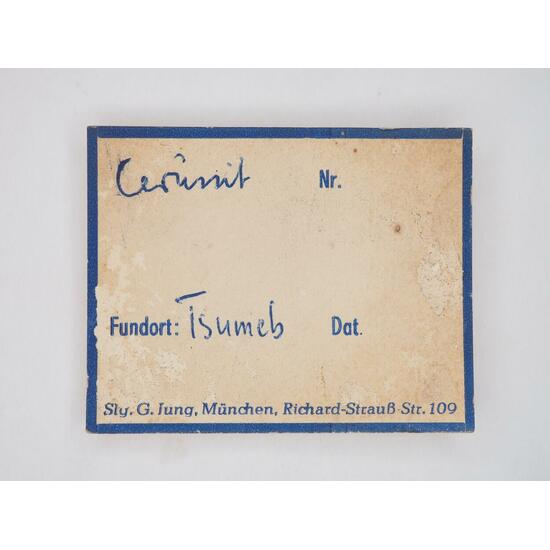 Cerussit Nr.
Fundort: Tsumeb Dat.
Slg. G. Jung, München, Richard-Strauß Str. 109